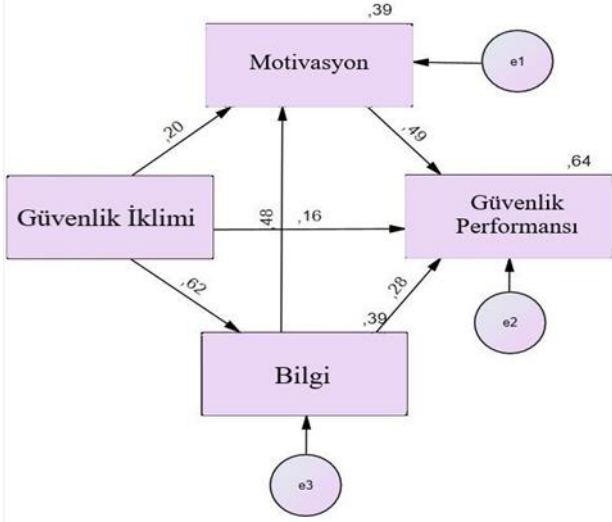 ,39
Motivasyon
e1
,20
,49
,64
Güvenlik İklimi
,48
,16
Güvenlik
Performansı
,62
,28
,39
e2
Bilgi
e3